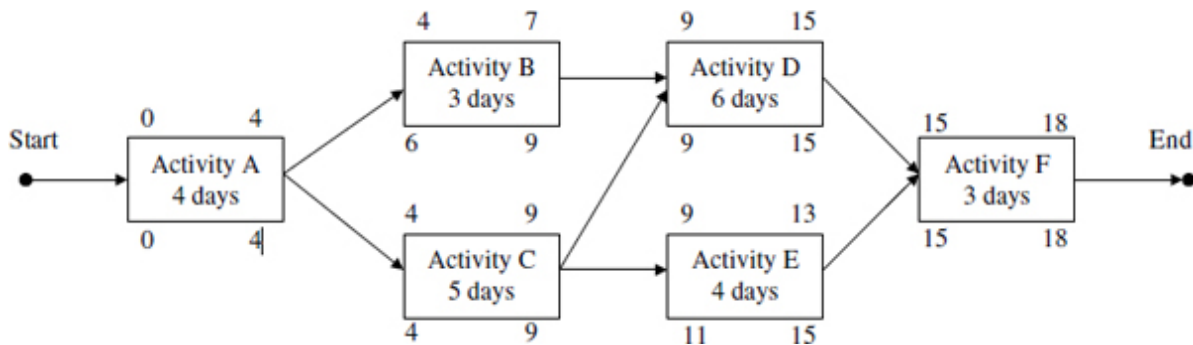 4 7
Activity B
3 days
6 9
9 15
Activity D
6 days
9 15
Start
0 4
Activity A
4 days
0 4
4 9
Activity C
5 days
4 9
9 13
Activity E
4 days
11 15
15 18
Activity F
3 days
15 18
End